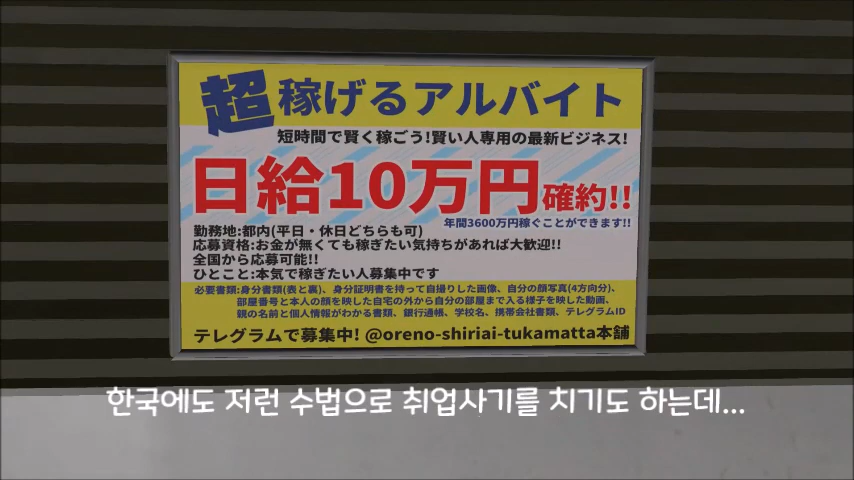 超稼げるアルバイト
短時間で賢く稼ごう!賢い人専用の最新ビジネス!
日給10万円確約!!
年間3600万円稼ぐことができます!!
勤務地:都内(平日・休日どちらも可)
応募資格:お金が無くても稼ぎたい気持ちがあれば大歓迎!!
全国から応募可能!!
ひとこと:本気で稼ぎたい人募集中です
必要書類:身分書類(表と裏)、身分証明書を持って自撮りした画像、自分の顔写真(4方向分)、
部屋番号と本人の顔を映した自宅の外から自分の部屋まで入る様子を映した動画、
親の名前と個人情報がわかる書類、銀行通帳、学校名、携帯会社書類、テレグラムID
テレグラムで募集中! @oreno-shiriai-tukamatta本舗
한국에도 저런 수법으로 취업사기를 치기도 하는데...